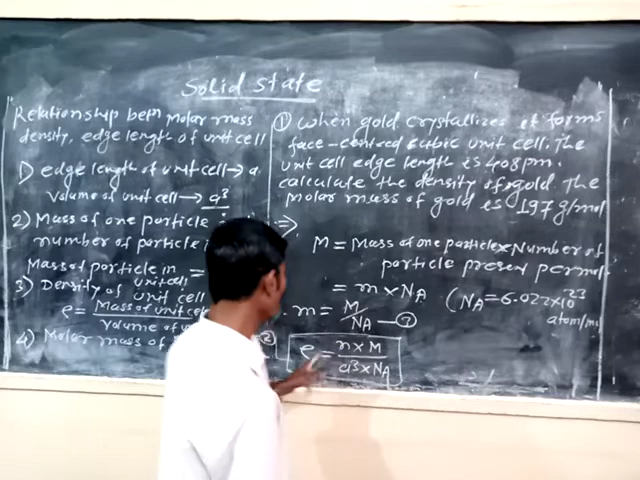 Solid state
Relationship betn Molar mass
density, edge length of unit cell
1) edge length of unit cell → a
Volume of unit cell → a³
2) Mass of one particle
number of particle
Mass of particle in =
unit cell
3) Density of unit cell
ρ = Mass of unit cell
Volume of
4) Molar mass of
② 
① When gold crystallizes it forms
face-centred cubic unit cell. The
unit cell edge length is 408pm.
calculate the density of gold. The
molar mass of gold is 197 g/mol
⇒
M = Mass of one particle × Number of
particle present per mole
= m × NA (NA = 6.022×10²³
atom/mol
m = M/NA —③
ρ = n × M
a³ × NA